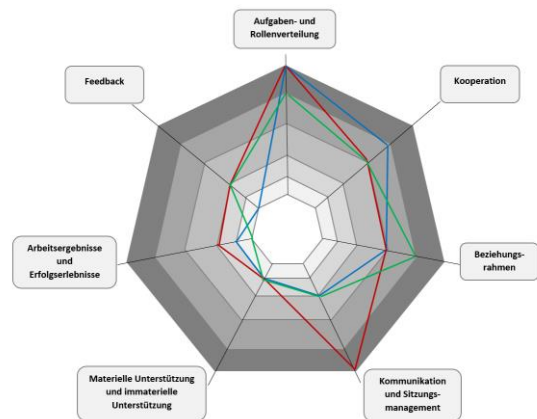 Aufgaben- und
Rollenverteilung
Feedback
Kooperation
Arbeitsergebnisse
und
Erfolgserlebnisse
Beziehungs-
rahmen
Materielle Unterstützung
und immaterielle
Unterstützung
Kommunikation
und Sitzungs-
management